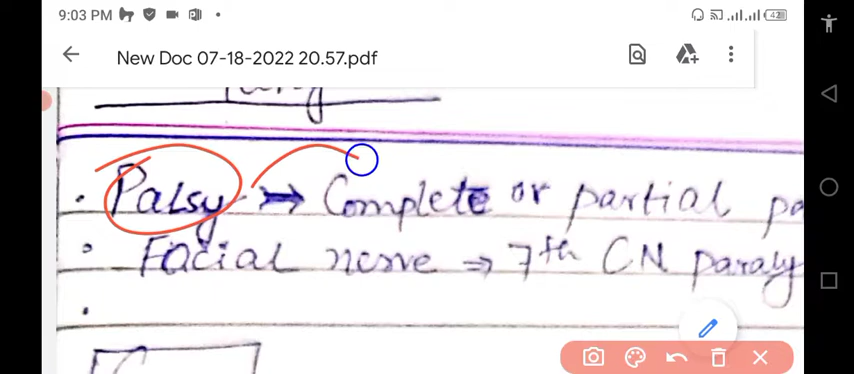 9:03 PM 42
New Doc 07-18-2022 20.57.pdf
. Palsy → Complete or partial
Facial nerve ⇒ 7th CN